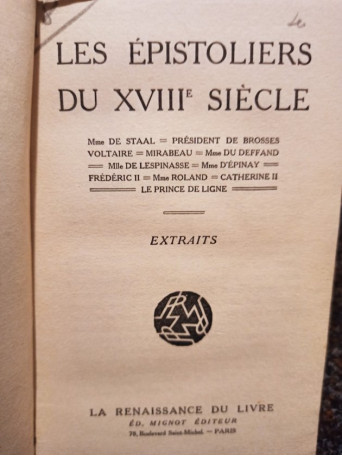 LES ÉPISTOLIERS
DU XVIIIE SIÈCLE
Mme DE STAAL = PRÉSIDENT DE BROSSES
VOLTAIRE = MIRABEAU = Mme DU DEFFAND
Mlle DE LESPINASSE = Mme D'ÉPINAY
FRÉDÉRIC II = Mme ROLAND = CATHERINE II
LE PRINCE DE LIGNE
EXTRAITS
LA RENAISSANCE DU LIVRE
ÉD. MIGNOT ÉDITEUR
78, Boulevard Saint-Michel. — PARIS